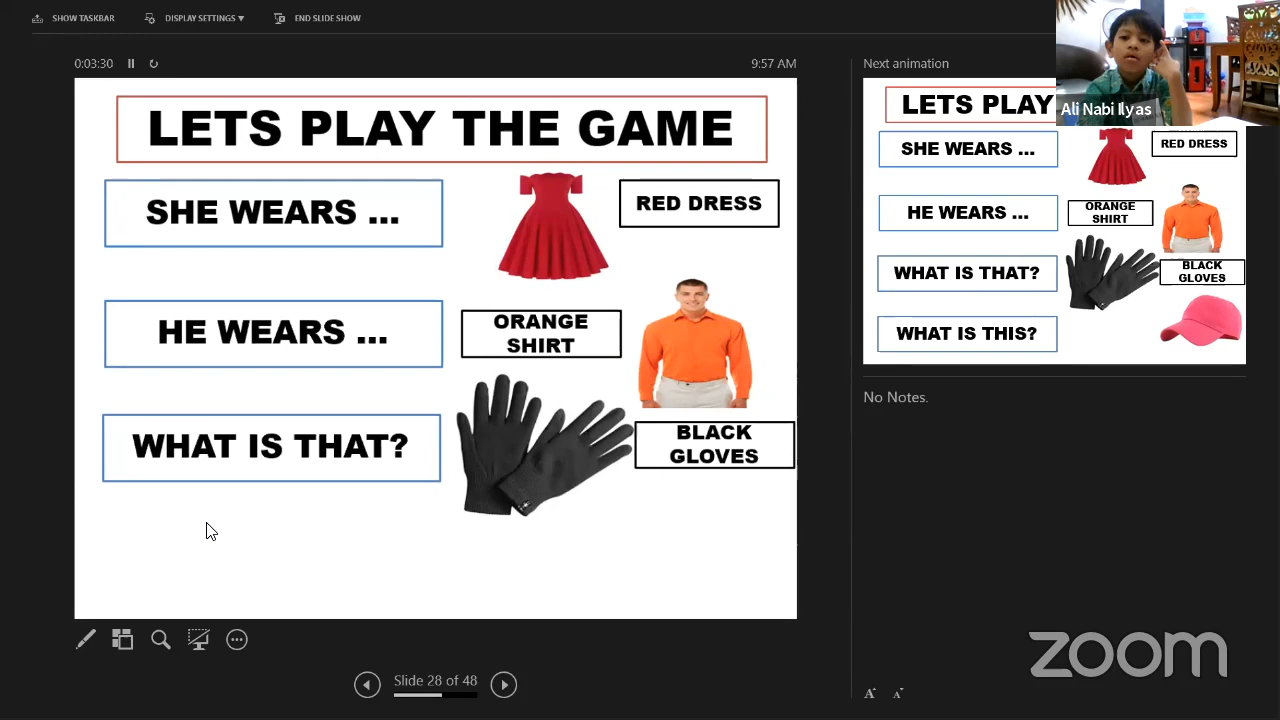 SHOW TASKBAR
DISPLAY SETTINGS ▼
END SLIDE SHOW
0:03:30
9:57 AM
LETS PLAY THE GAME
SHE WEARS ...
RED DRESS
HE WEARS ...
ORANGE
SHIRT
WHAT IS THAT?
BLACK
GLOVES
Slide 28 of 48
Next animation
Ali Nabi Ilyas
LETS PLAY
SHE WEARS ...
RED DRESS
HE WEARS ...
ORANGE
SHIRT
WHAT IS THAT?
BLACK
GLOVES
WHAT IS THIS?
No Notes.
zoom
A A